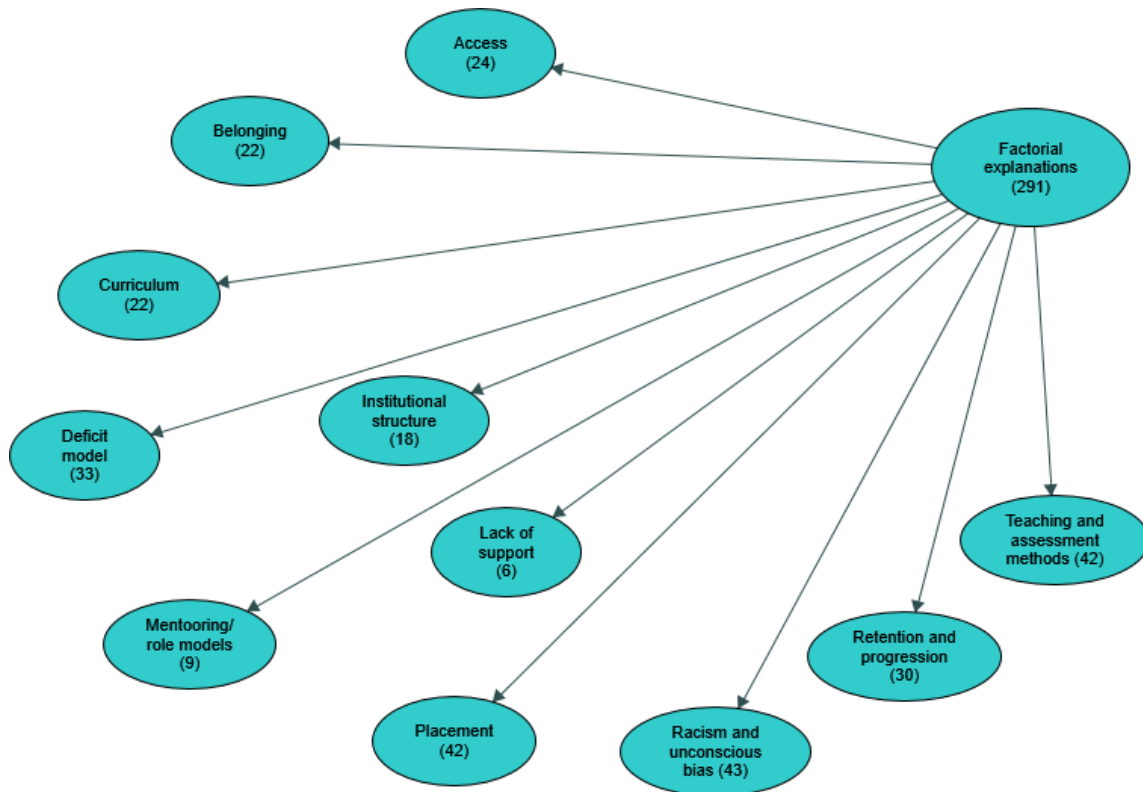 Access
(24)
Belonging
(22)
Factorial
explanations
(291)
Curriculum
(22)
Institutional
structure
(18)
Deficit
model
(33)
Lack of
support
(6)
Teaching and
assessment
methods (42)
Mentooring/
role models
(9)
Retention and
progression
(30)
Placement
(42)
Racism and
unconscious
bias (43)